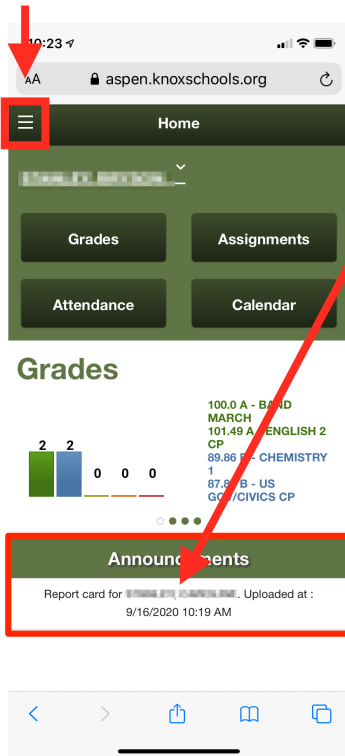 10:23
AA aspen.knoxschools.org
Home
Grades Assignments
Attendance Calendar
Grades
2 2 0 0 0
100.0 A - BAND
MARCH
101.49 A - ENGLISH 2
CP
89.86 B - CHEMISTRY
1
87.8 B - US
GOV/CIVICS CP
Announcements
Report card for . Uploaded at :
9/16/2020 10:19 AM